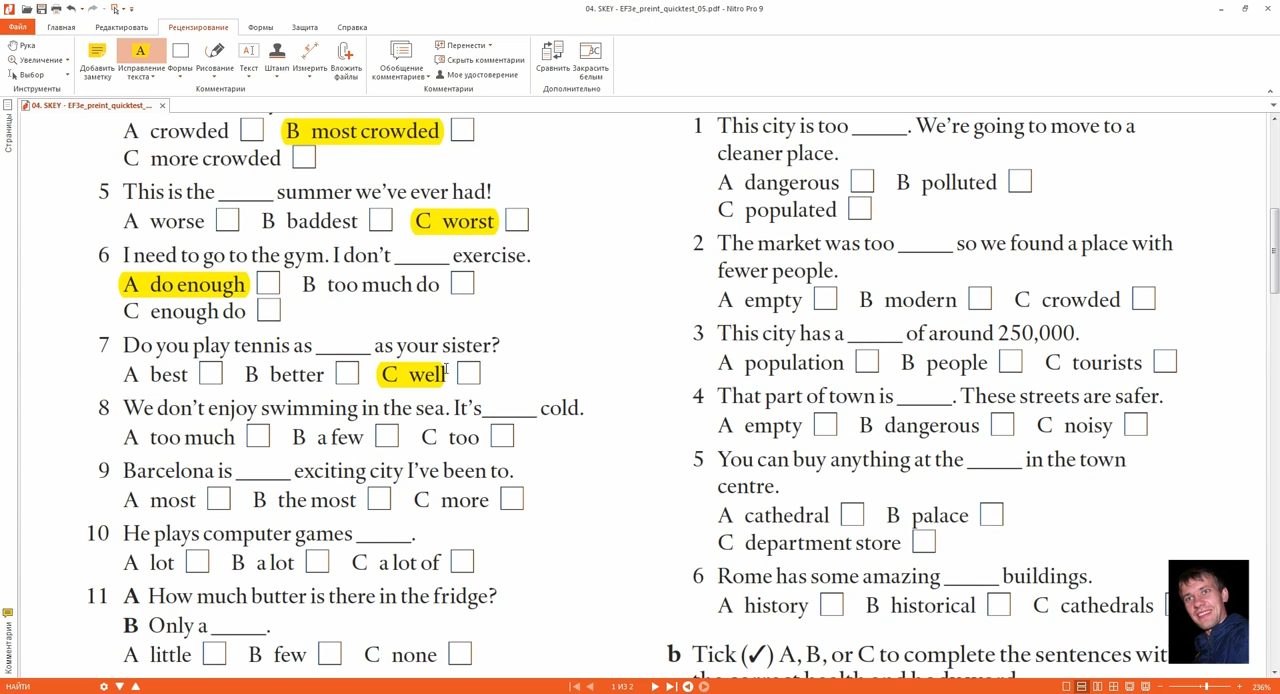 04. SKEY - EF3e_preint_quicktest_05.pdf - Nitro Pro 9
Файл Главная Редактировать Рецензирование Формы Защита Справка
Рука
Увеличение
Выбор
Инструменты
Добавить заметку
Исправление текста
Формы
Рисование
Текст
Штамп
Измерить
Вложить файлы
Комментарии
Обобщение комментариев
Перенести
Скрыть комментарии
Мое удостоверение
Комментарии
Сравнить
Закрасить белым
Дополнительно
04. SKEY - EF3e_preint_quicktest_...
Страницы
Комментарии
A crowded B most crowded
C more crowded
5 This is the _____ summer we've ever had!
A worse B baddest C worst
6 I need to go to the gym. I don't _____ exercise.
A do enough B too much do
C enough do
7 Do you play tennis as _____ as your sister?
A best B better C well
8 We don't enjoy swimming in the sea. It's_____ cold.
A too much B a few C too
9 Barcelona is _____ exciting city I've been to.
A most B the most C more
10 He plays computer games _____.
A lot B a lot C a lot of
11 A How much butter is there in the fridge?
B Only a _____.
A little B few C none
1 This city is too _____. We're going to move to a
cleaner place.
A dangerous B polluted
C populated
2 The market was too _____ so we found a place with
fewer people.
A empty B modern C crowded
3 This city has a _____ of around 250,000.
A population B people C tourists
4 That part of town is _____. These streets are safer.
A empty B dangerous C noisy
5 You can buy anything at the _____ in the town
centre.
A cathedral B palace
C department store
6 Rome has some amazing _____ buildings.
A history B historical C cathedrals
b Tick (✓) A, B, or C to complete the sentences wit
НАЙТИ
1 ИЗ 2
236%